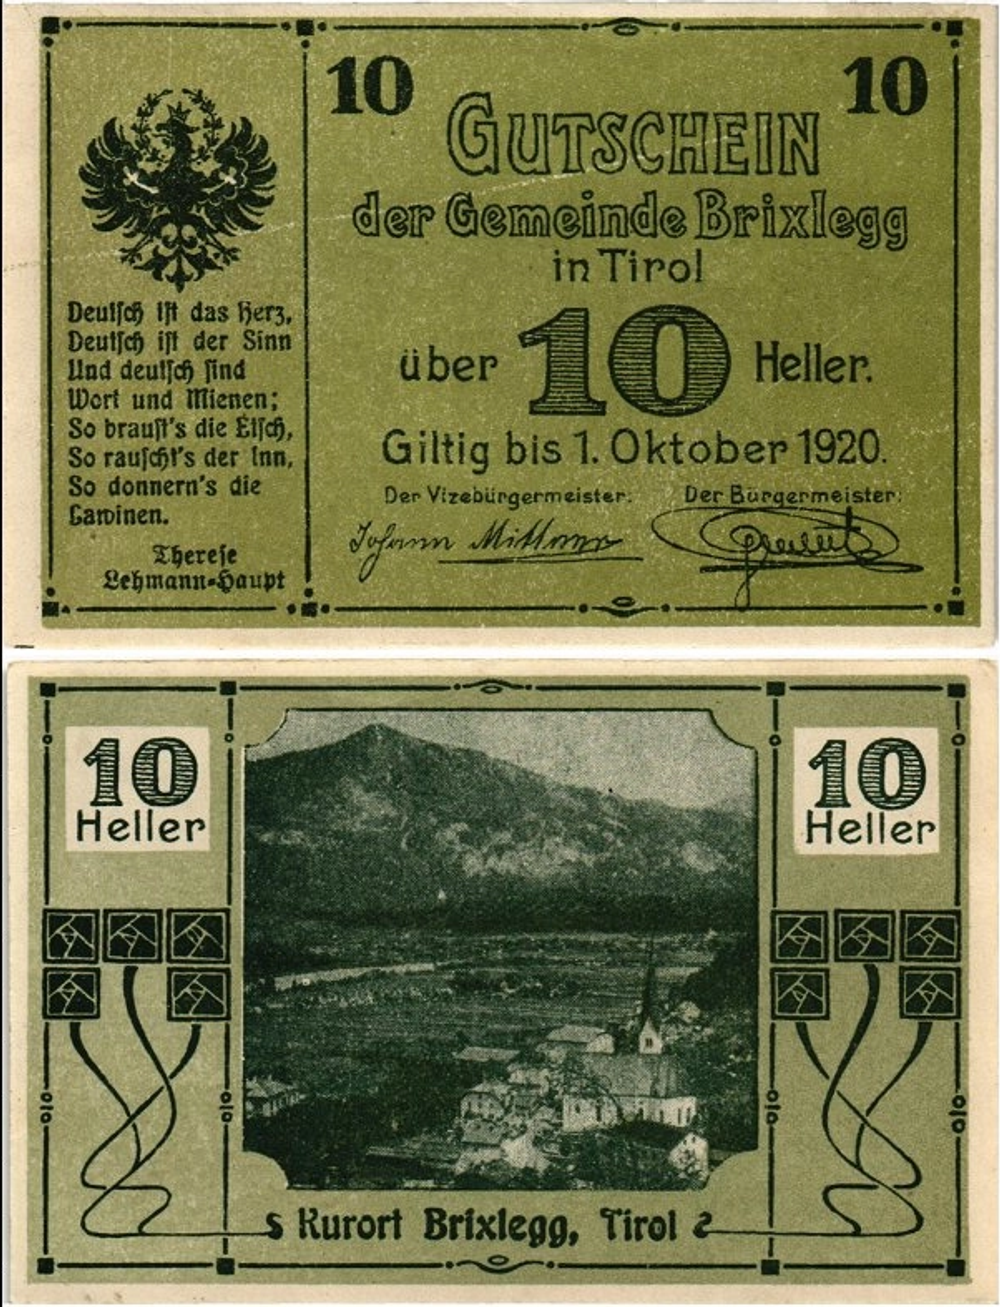 10
10
GUTSCHEIN
der Gemeinde Brixlegg
in Tirol
über 10 Heller.
Giltig bis 1. Oktober 1920.
Der Vizebürgermeister:
Der Bürgermeister:
Johann
Deutsch ist das Herz,
Deutsch ist der Sinn
Und deutsch sind
Wort und Mienen;
So braust's die Etsch,
So rauscht's der Inn,
So donnern's die
Lawinen.
Therese
Lehmann-Haupt
10
Heller
10
Heller
Kurort Brixlegg, Tirol